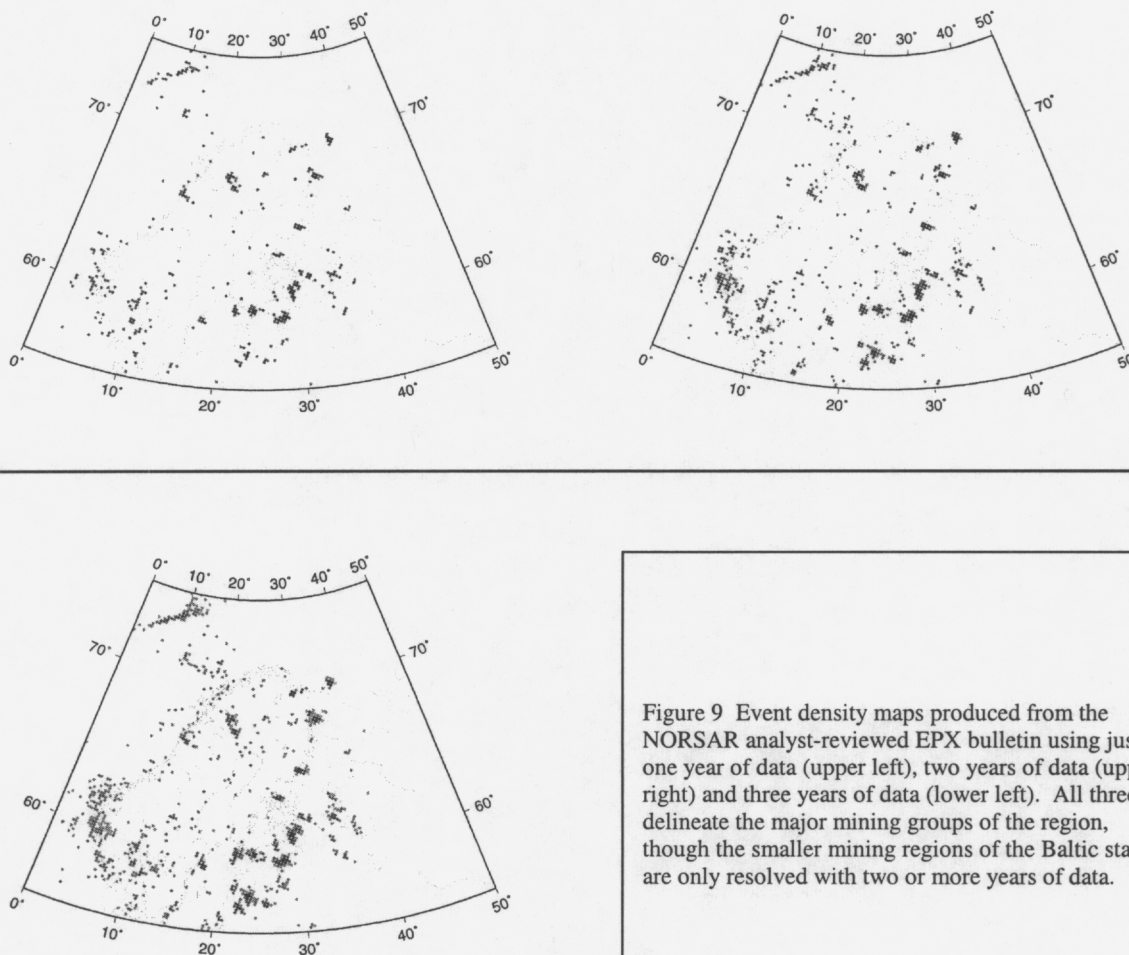 0° 10° 20° 30° 40° 50°
70° 70°
60° 60°
0° 50°
10° 20° 30° 40°
0° 10° 20° 30° 40° 50°
70° 70°
60° 60°
0°
10° 20° 30° 40°
0° 10° 20° 30° 40° 50°
70° 70°
60° 60°
0° 50°
10° 20° 30° 40°
Figure 9 Event density maps produced from the
NORSAR analyst-reviewed EPX bulletin using
one year of data (upper left), two years of data
right) and three years of data (lower left). All
delineate the major mining groups of the region,
though the smaller mining regions of the Baltic
are only resolved with two or more years of data.